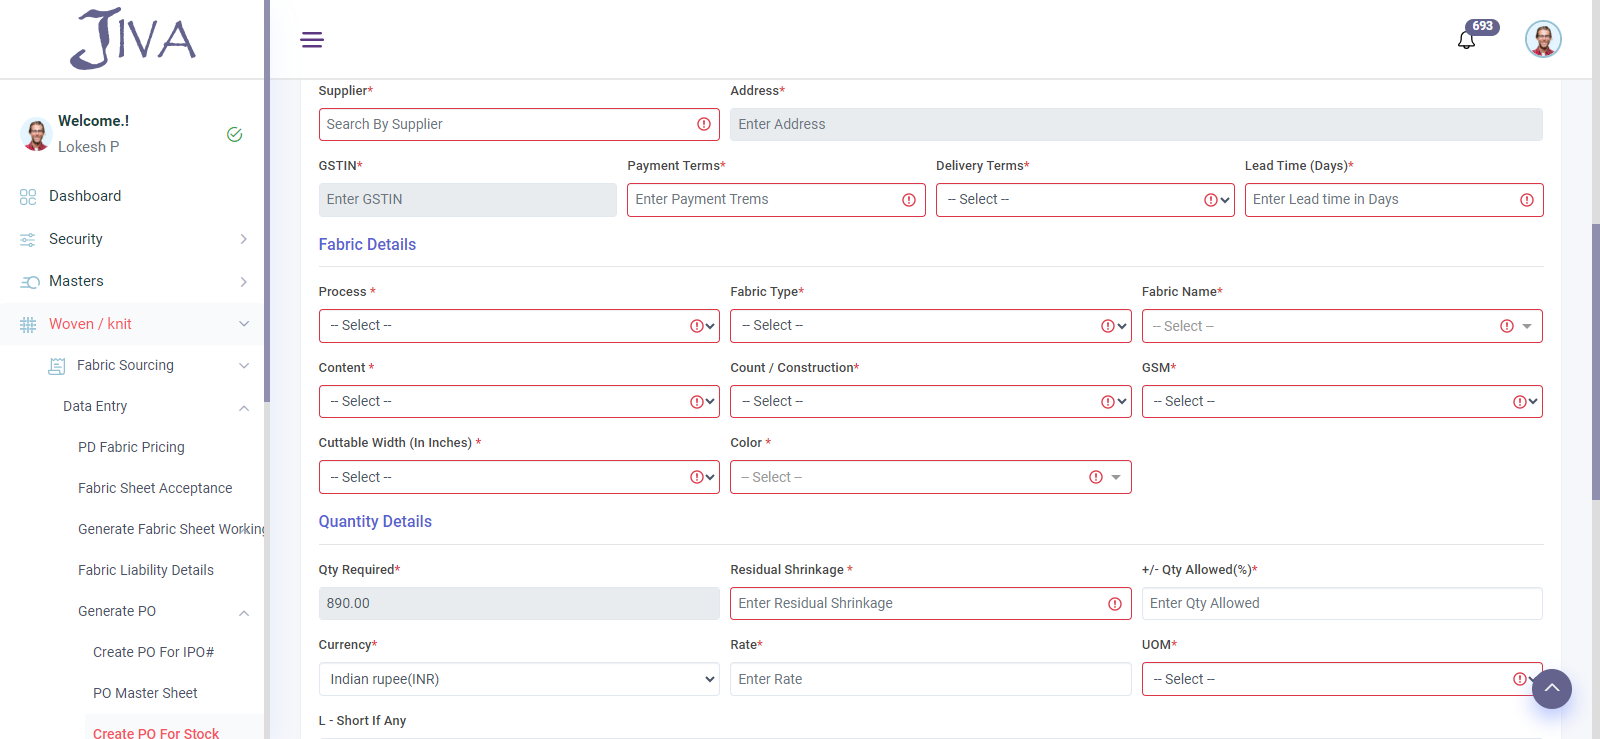 JIVA
693
Welcome.!
Lokesh P
Dashboard
Security
Masters
Woven / knit
Fabric Sourcing
Data Entry
PD Fabric Pricing
Fabric Sheet Acceptance
Generate Fabric Sheet Working
Fabric Liability Details
Generate PO
Create PO For IPO#
PO Master Sheet
Create PO For Stock
Supplier* Address*
Search By Supplier Enter Address
GSTIN* Payment Terms* Delivery Terms* Lead Time (Days)*
Enter GSTIN Enter Payment Trems -- Select -- Enter Lead time in Days
Fabric Details
Process * Fabric Type* Fabric Name*
-- Select -- -- Select -- -- Select --
Content * Count / Construction* GSM*
-- Select -- -- Select -- -- Select --
Cuttable Width (In Inches) * Color *
-- Select -- -- Select --
Quantity Details
Qty Required* Residual Shrinkage * +/- Qty Allowed(%)*
890.00 Enter Residual Shrinkage Enter Qty Allowed
Currency* Rate* UOM*
Indian rupee(INR) Enter Rate -- Select --
L - Short If Any